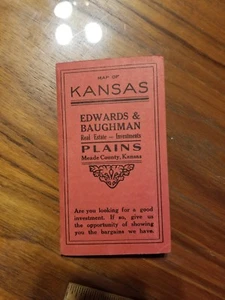 MAP OF
KANSAS
EDWARDS &
BAUGHMAN
Real Estate - Investments
PLAINS
Meade County, Kansas
Are you looking for a good
investment. If so, give us
the opportunity of showing
you the bargains we have.